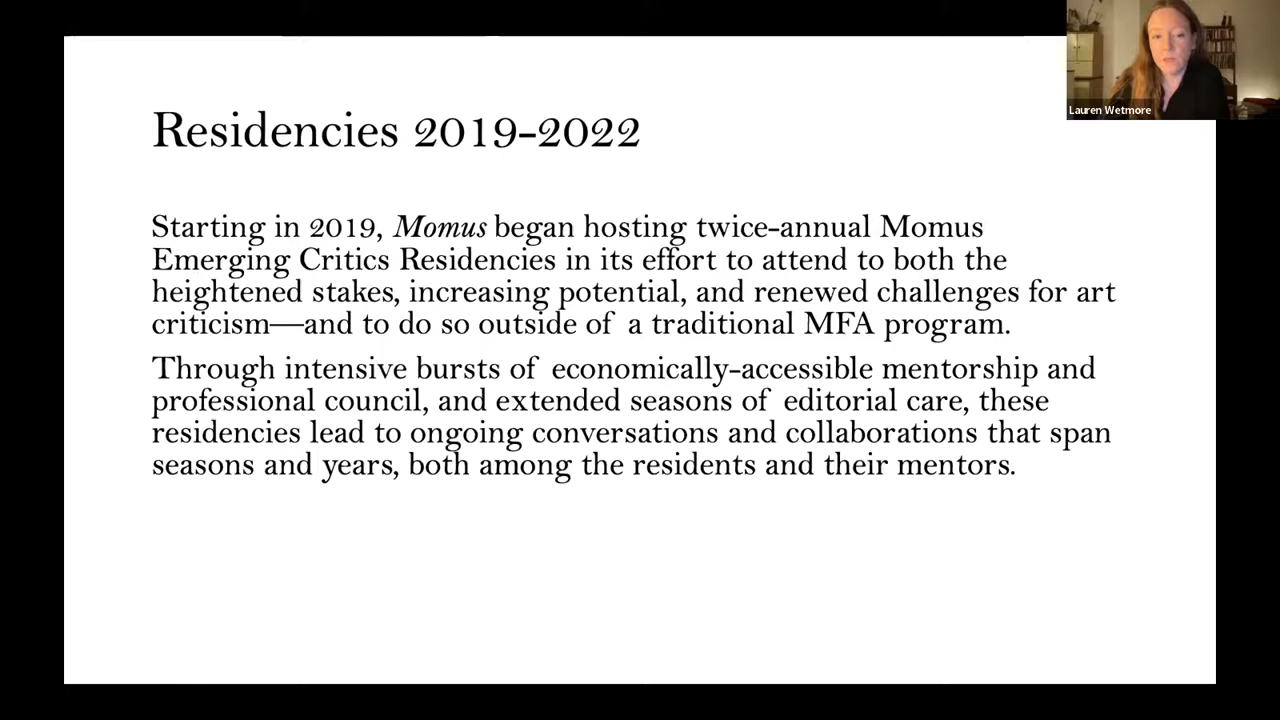 Lauren Wetmore
Residencies 2019-2022
Starting in 2019, Momus began hosting twice-annual Momus
Emerging Critics Residencies in its effort to attend to both the
heightened stakes, increasing potential, and renewed challenges for art
criticism—and to do so outside of a traditional MFA program.
Through intensive bursts of economically-accessible mentorship and
professional council, and extended seasons of editorial care, these
residencies lead to ongoing conversations and collaborations that span
seasons and years, both among the residents and their mentors.